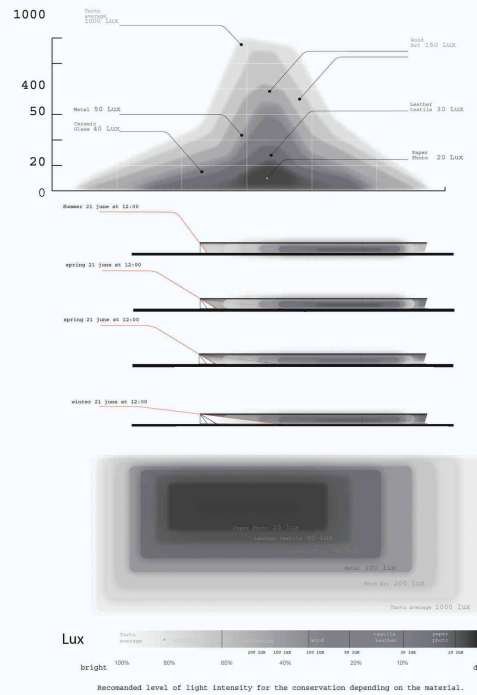 1000
Tartu
average
1000 Lux
Wood
Art 150 Lux
400
50
Metal 50 Lux
Leather
textile 30 Lux
Ceramic
Glass 40 Lux
20
Paper
Photo 20 Lux
0
Summer 21 june at 12:00
spring 21 june at 12:00
spring 21 june at 12:00
winter 21 june at 12:00
Paper Photo 20 Lux
Leather textile 30 Lux
Metal 100 Lux
Wood Art 200 Lux
Tartu average 1000 lux
Lux
Tartu
average
wood
textile
leather
paper
photo
200 lux 150 lux 100 lux 50 lux 30 lux
bright 100% 80% 60% 40% 20% 10% d
Recomanded level of light intensity for the conservation depending on the material.